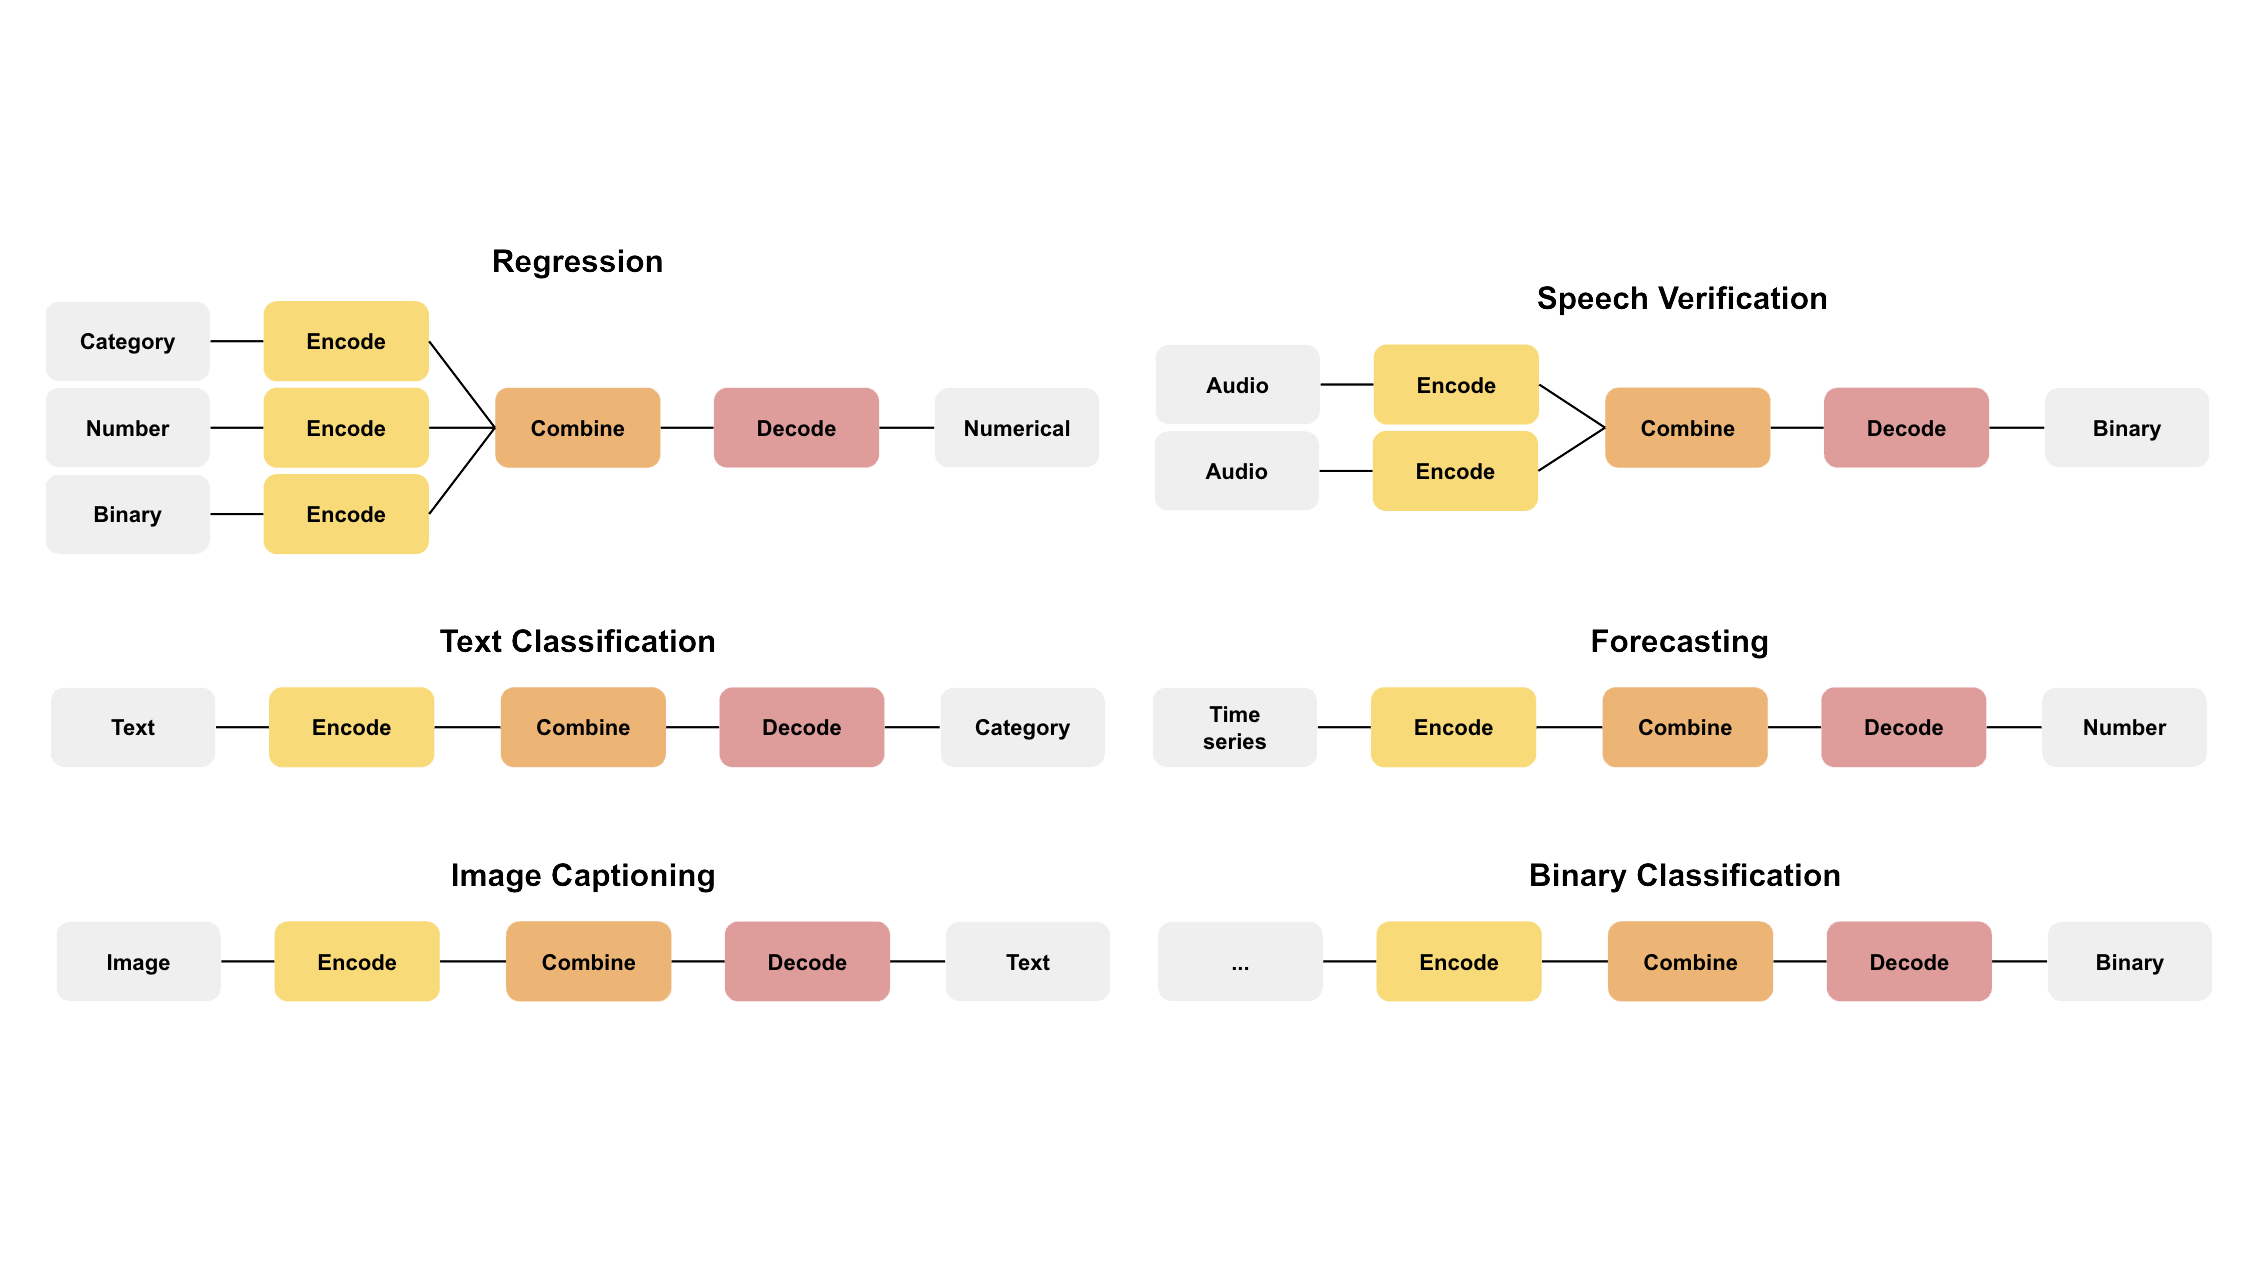 Regression
Category
Encode
Number
Encode
Combine
Decode
Numerical
Binary
Encode
Speech Verification
Audio
Encode
Audio
Encode
Combine
Decode
Binary
Text Classification
Text
Encode
Combine
Decode
Category
Forecasting
Time
series
Encode
Combine
Decode
Number
Image Captioning
Image
Encode
Combine
Decode
Text
Binary Classification
...
Encode
Combine
Decode
Binary